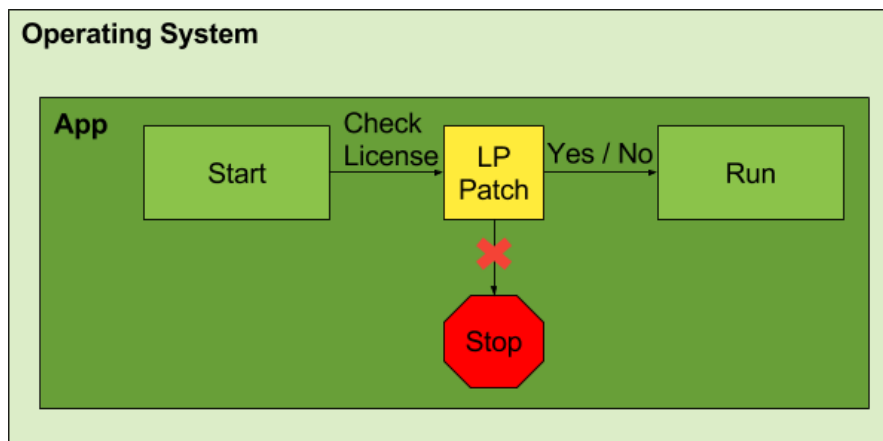 Operating System
App
Start
Check
License
LP
Patch
Yes / No
Run
Stop